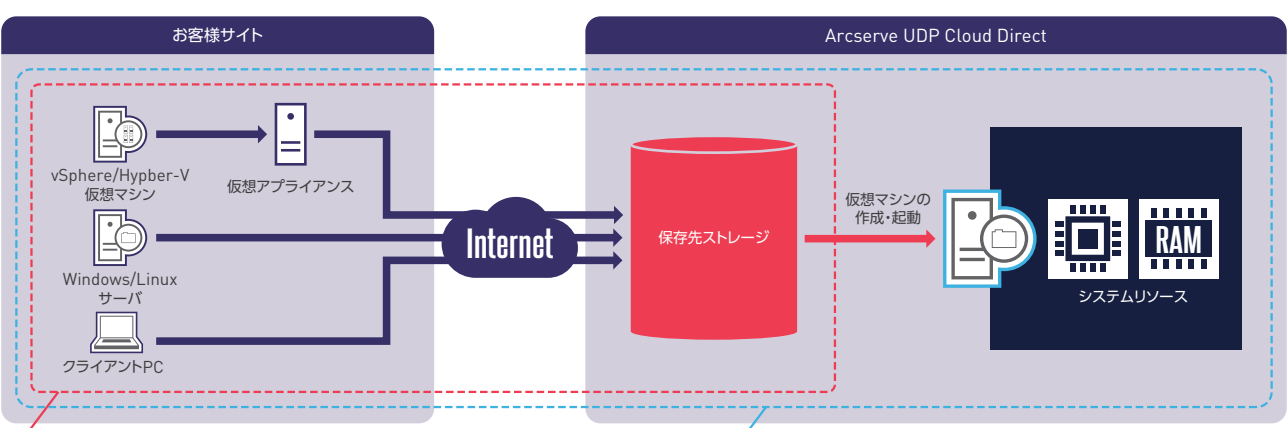 お客様サイト
Arcserve UDP Cloud Direct
vSphere/Hypber-V
仮想マシン
仮想アプライアンス
Windows/Linux
サーバ
クライアントPC
Internet
保存先ストレージ
仮想マシンの
作成・起動
RAM
システムリソース